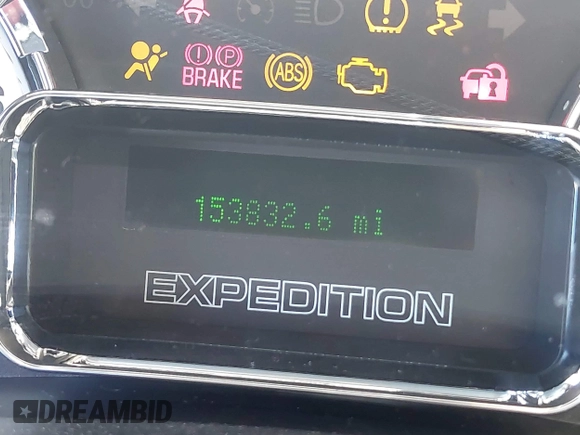 (!) (P)
BRAKE
(ABS)
153832.6 mi
EXPEDITION
DREAMBID